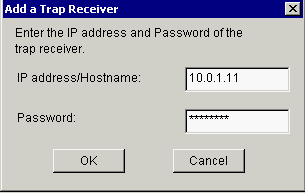 Add a Trap Receiver
Enter the IP address and Password of the
trap receiver.
IP address/Hostname: 10.0.1.11
Password: ********
OK Cancel